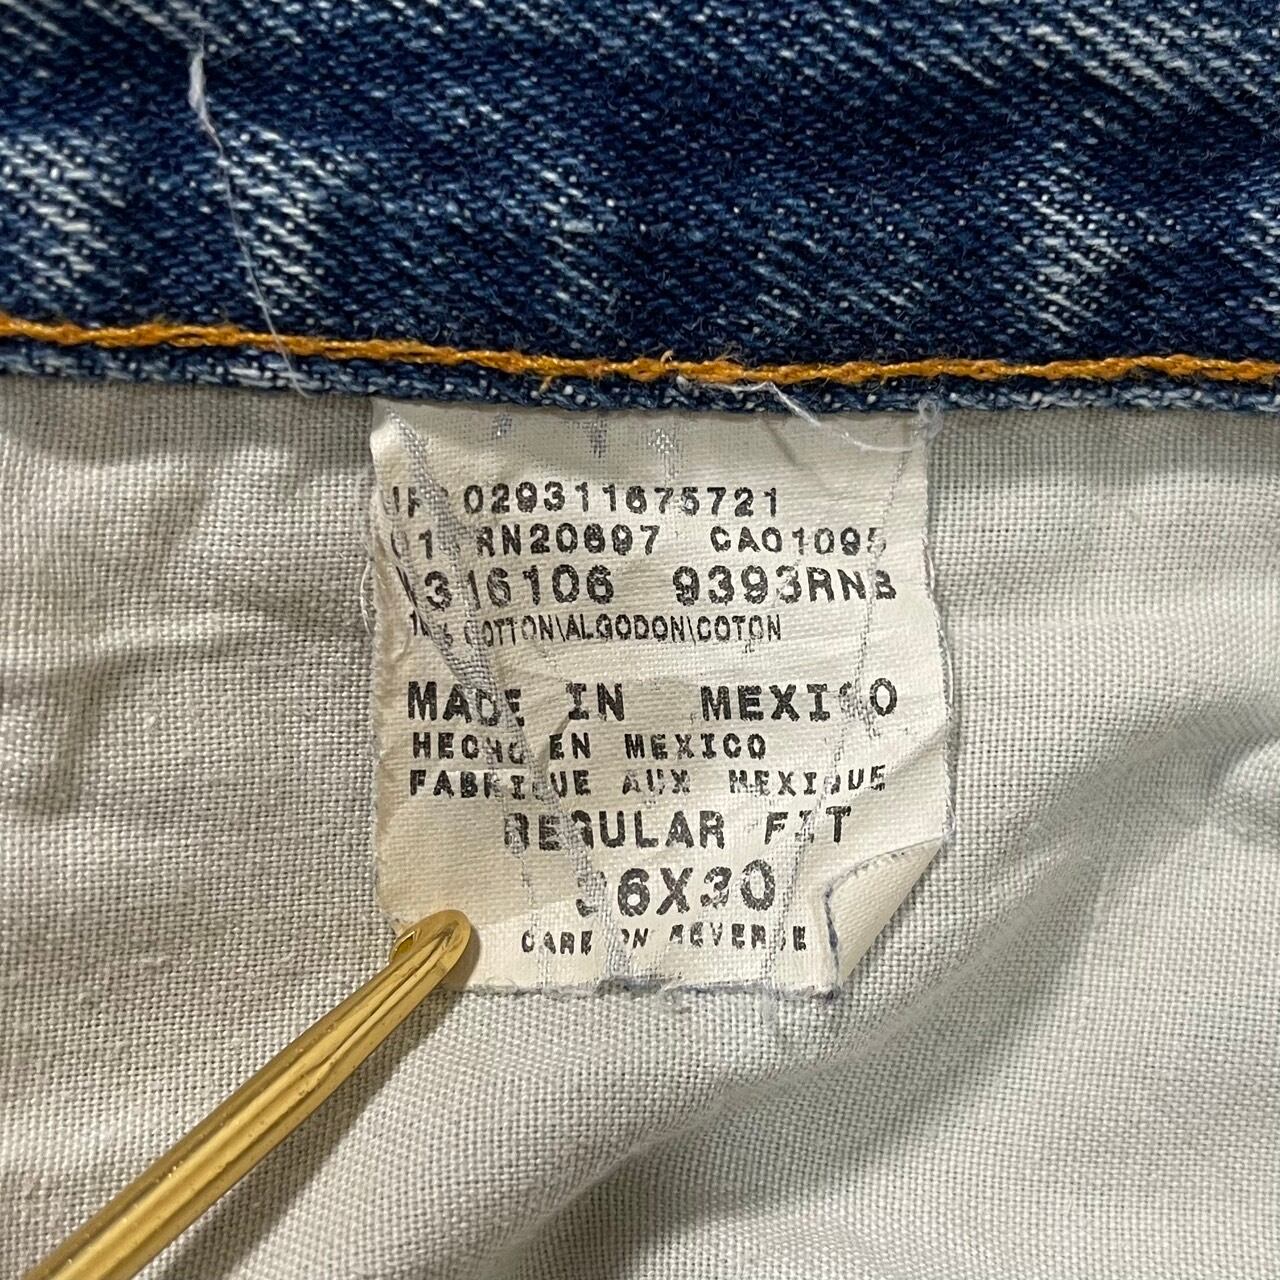 029311675721
RN20697 CA01095
316106 9393RNB
COTTON\ALGODON\COTON
MADE IN MEXICO
HECHO EN MEXICO
FABRIQUE AUX MEXIQUE
REGULAR FIT
36X30
CARE ON REVERSE